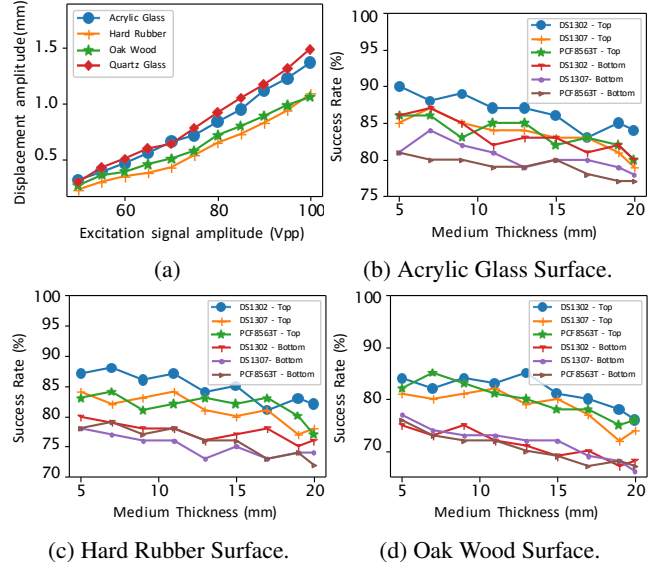 Displacement amplitude(mm)
1.5
1.0
0.5
Acrylic Glass
Hard Rubber
Oak Wood
Quartz Glass
60
80
100
Excitation signal amplitude (Vpp)
(a)
Success Rate (%)
100
95
90
85
80
75
DS1302 - Top
DS1307 - Top
PCF8563T - Top
DS1302 - Bottom
DS1307- Bottom
PCF8563T - Bottom
5
10
15
20
Medium Thickness (mm)
(b) Acrylic Glass Surface.
Success Rate (%)
100
95
90
85
80
75
70
DS1302 - Top
DS1307 - Top
PCF8563T - Top
DS1302 - Bottom
DS1307- Bottom
PCF8563T - Bottom
5
10
15
20
Medium Thickness (mm)
(c) Hard Rubber Surface.
Success Rate (%)
100
90
80
70
DS1302 - Top
DS1307 - Top
PCF8563T - Top
DS1302 - Bottom
DS1307- Bottom
PCF8563T - Bottom
5
10
15
20
Medium Thickness (mm)
(d) Oak Wood Surface.